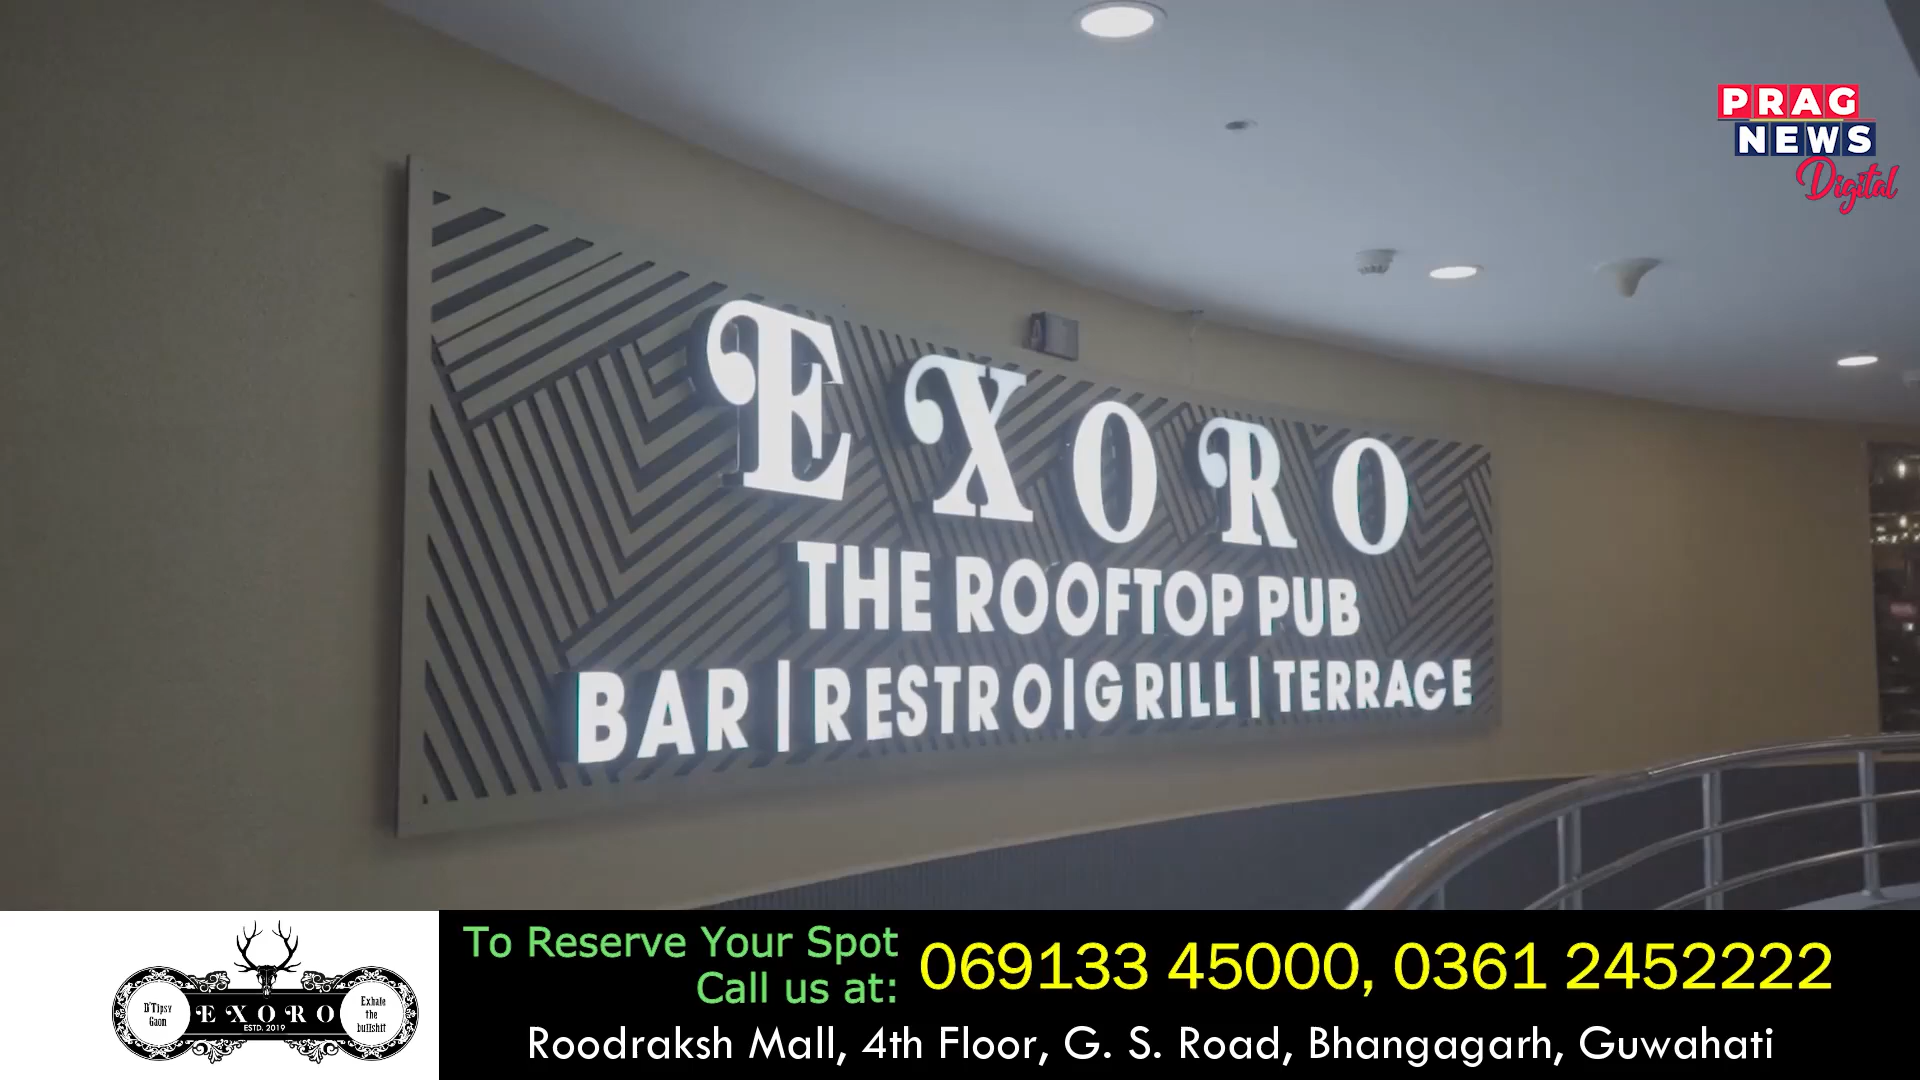 PRAG
NEWS
Digital
EXORO
THE ROOFTOP PUB
BAR|RESTRO|GRILL|TERRACE
D'Tipsy
Gaon
EXORO
ESTD. 2019
Exhale
the
bullshit
To Reserve Your Spot
Call us at:
069133 45000, 0361 2452222
Roodraksh Mall, 4th Floor, G. S. Road, Bhangagarh, Guwahati